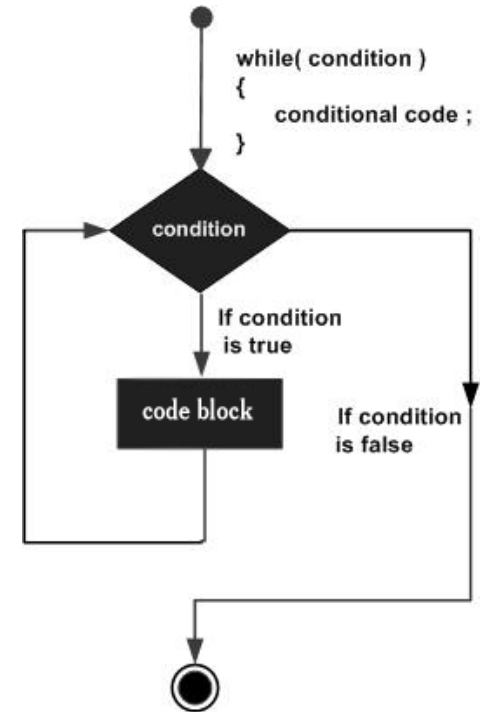 while( condition )
{
conditional code ;
}
condition
If condition
is true
code block
If condition
is false